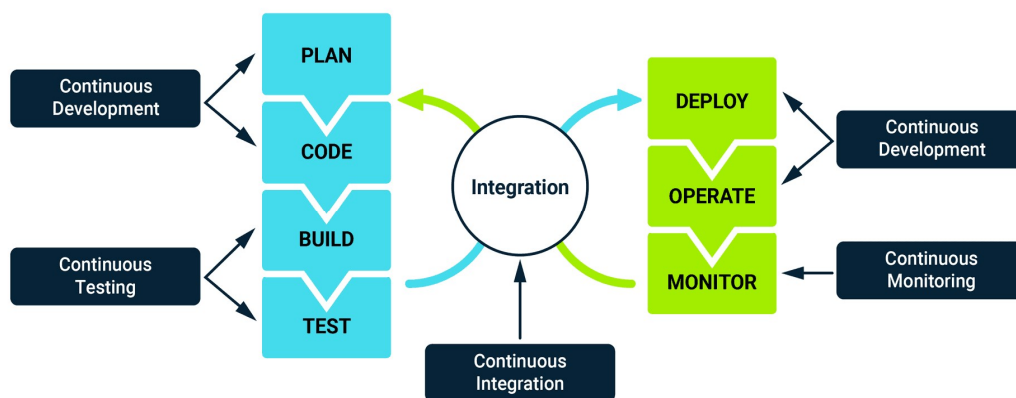 Continuous
Development
PLAN
CODE
BUILD
TEST
Continuous
Testing
Integration
Continuous
Integration
DEPLOY
OPERATE
MONITOR
Continuous
Development
Continuous
Monitoring